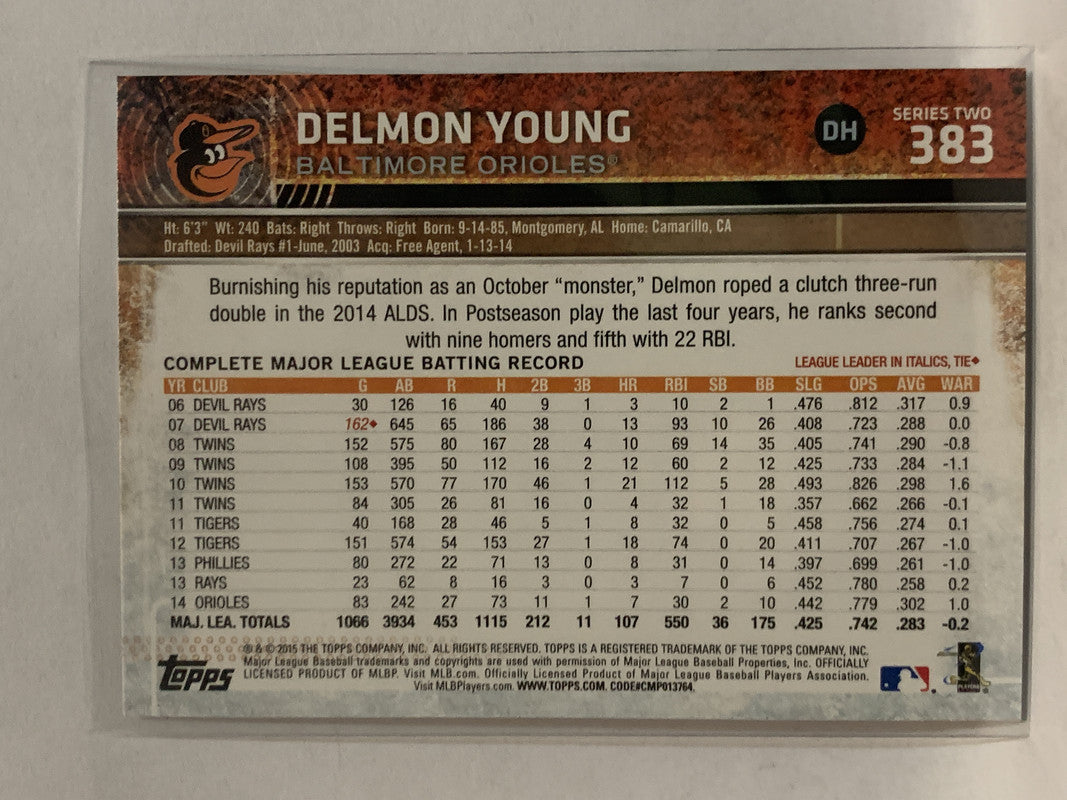 DELMON YOUNG
BALTIMORE ORIOLES®
DH
SERIES TWO
383
Ht: 6'3" Wt: 240 Bats: Right Throws: Right Born: 9-14-85, Montgomery, AL Home: Camarillo, CA
Drafted: Devil Rays #1-June, 2003 Acq: Free Agent, 1-13-14
Burnishing his reputation as an October "monster," Delmon roped a clutch three-run
double in the 2014 ALDS. In Postseason play the last four years, he ranks second
with nine homers and fifth with 22 RBI.
COMPLETE MAJOR LEAGUE BATTING RECORD LEAGUE LEADER IN ITALICS, TIE◆
YR CLUB G AB R H 2B 3B HR RBI SB BB SLG OPS AVG WAR
06 DEVIL RAYS 30 126 16 40 9 1 3 10 2 1 .476 .812 .317 0.9
07 DEVIL RAYS 162◆ 645 65 186 38 0 13 93 10 26 .408 .723 .288 0.0
08 TWINS 152 575 80 167 28 4 10 69 14 35 .405 .741 .290 -0.8
09 TWINS 108 395 50 112 16 2 12 60 2 12 .425 .733 .284 -1.1
10 TWINS 153 570 77 170 46 1 21 112 5 28 .493 .826 .298 1.6
11 TWINS 84 305 26 81 16 0 4 32 1 18 .357 .662 .266 -0.1
11 TIGERS 40 168 28 46 5 1 8 32 0 5 .458 .756 .274 0.1
12 TIGERS 151 574 54 153 27 1 18 74 0 20 .411 .707 .267 -1.0
13 PHILLIES 80 272 22 71 13 0 8 31 0 14 .397 .699 .261 -1.0
13 RAYS 23 62 8 16 3 0 3 7 0 6 .452 .780 .258 0.2
14 ORIOLES 83 242 27 73 11 1 7 30 2 10 .442 .779 .302 1.0
MAJ. LEA. TOTALS 1066 3934 453 1115 212 11 107 550 36 175 .425 .742 .283 -0.2
® & © 2015 THE TOPPS COMPANY, INC. ALL RIGHTS RESERVED. TOPPS IS A REGISTERED TRADEMARK OF THE TOPPS COMPANY, INC.
Major League Baseball trademarks and copyrights are used with permission of Major League Baseball Properties, Inc. OFFICIALLY
LICENSED PRODUCT OF MLBP. Visit MLB.com. Officially Licensed Product of Major League Baseball Players Association.
Visit MLBPlayers.com. WWW.TOPPS.COM. CODE#CMP013764.
Topps
PLAYERS